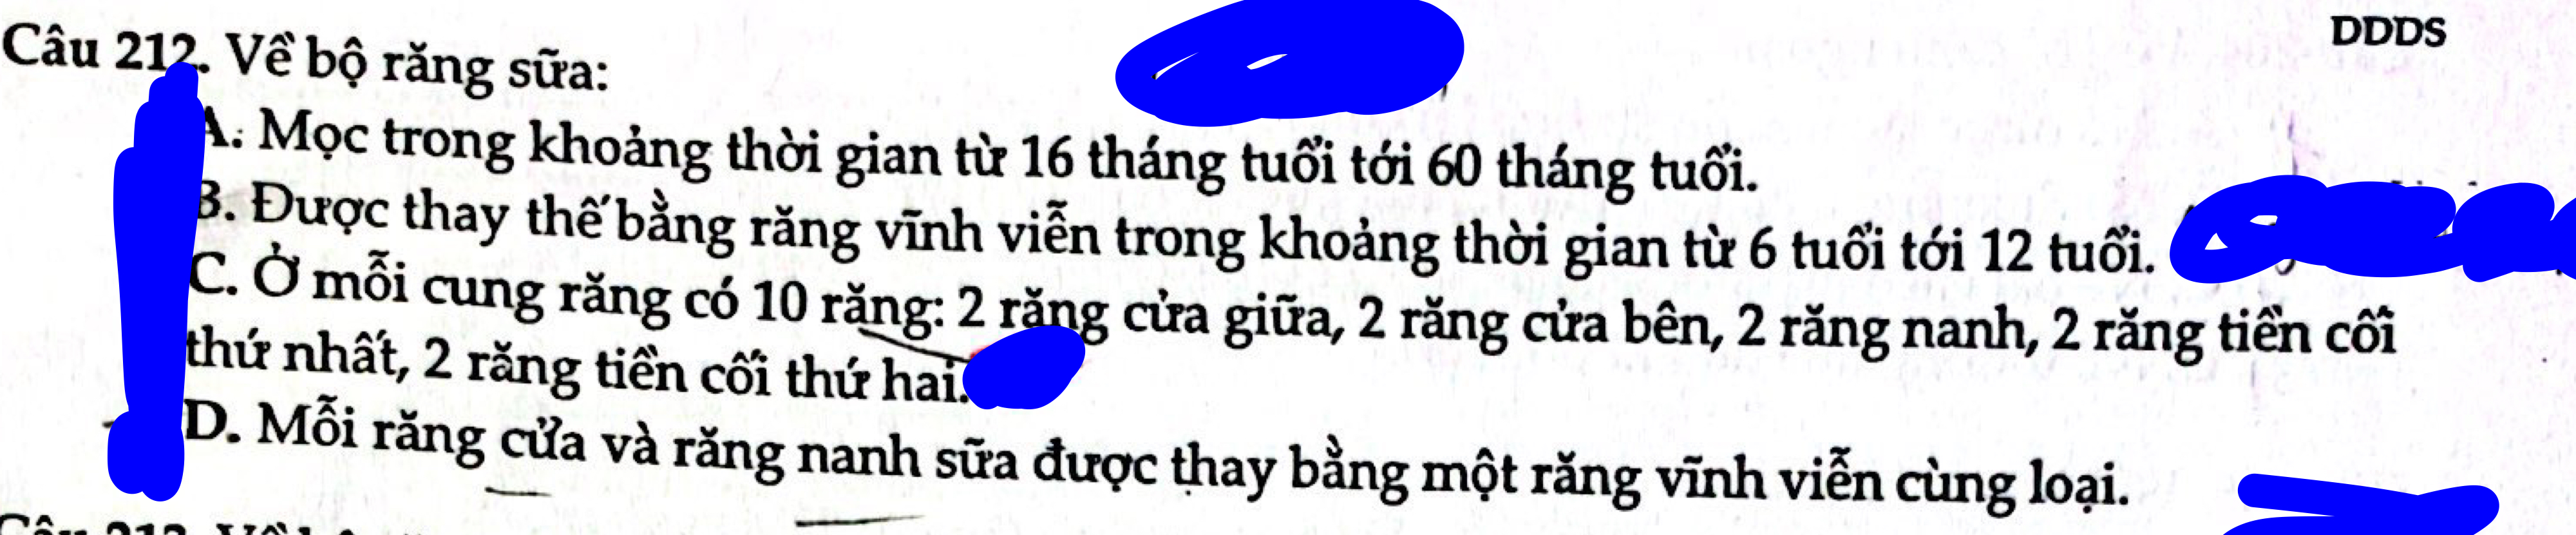 DDDS
Câu 212. Về bộ răng sữa:
A. Mọc trong khoảng thời gian từ 16 tháng tuổi tới 60 tháng tuổi.
B. Được thay thế bằng răng vĩnh viễn trong khoảng thời gian từ 6 tuổi tới 12 tuổi.
C. Ở mỗi cung răng có 10 răng: 2 răng cửa giữa, 2 răng cửa bên, 2 răng nanh, 2 răng tiền cối
thứ nhất, 2 răng tiền cối thứ hai.
D. Mỗi răng cửa và răng nanh sữa được thay bằng một răng vĩnh viễn cùng loại.